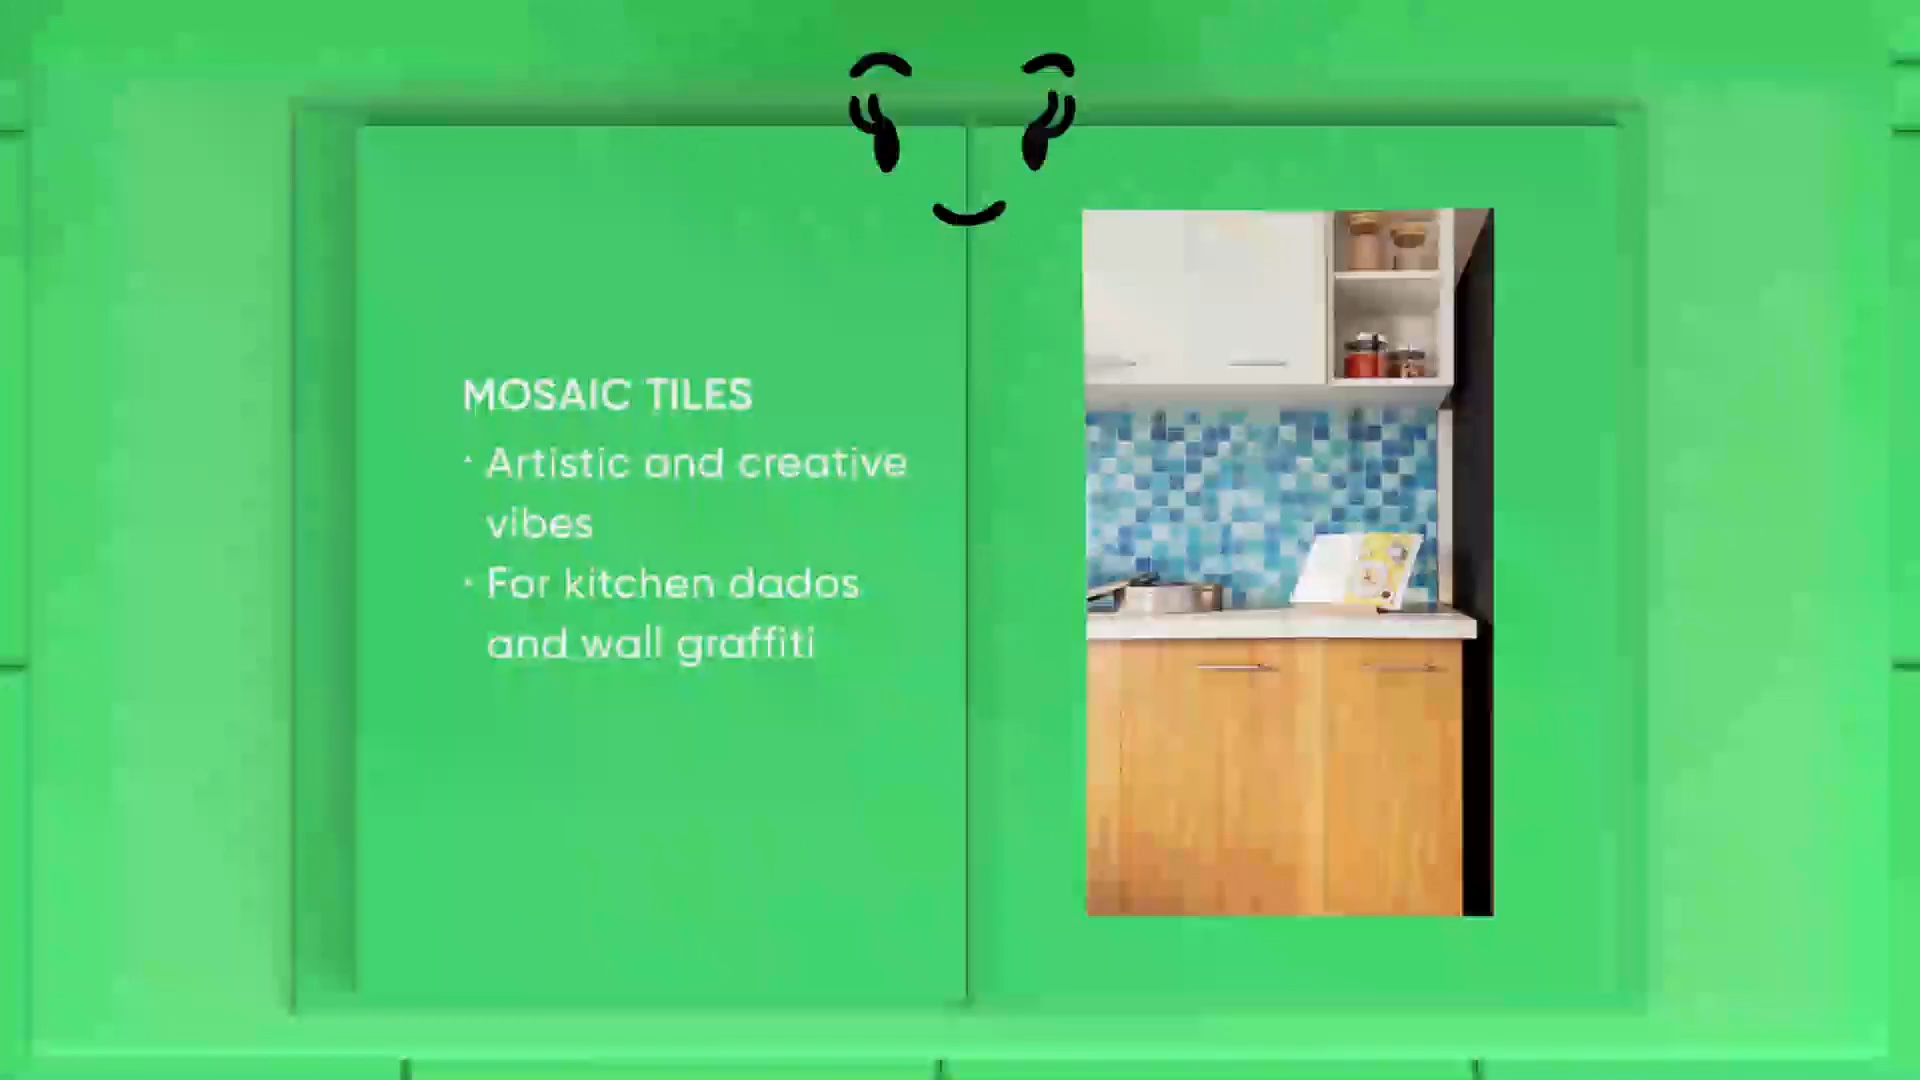 MOSAIC TILES
· Artistic and creative
vibes
· For kitchen dados
and wall graffiti